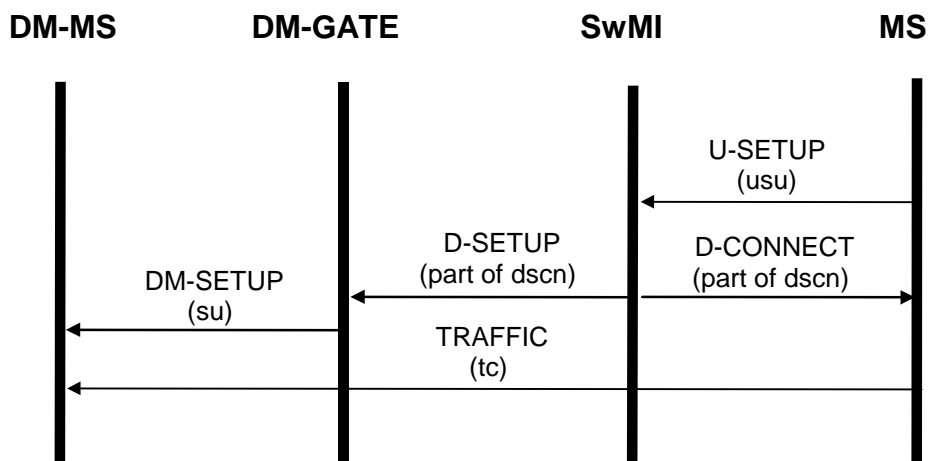 DM-MS
DM-GATE
SwMI
MS
U-SETUP
(usu)
D-SETUP
(part of dscn)
D-CONNECT
(part of dscn)
DM-SETUP
(su)
TRAFFIC
(tc)